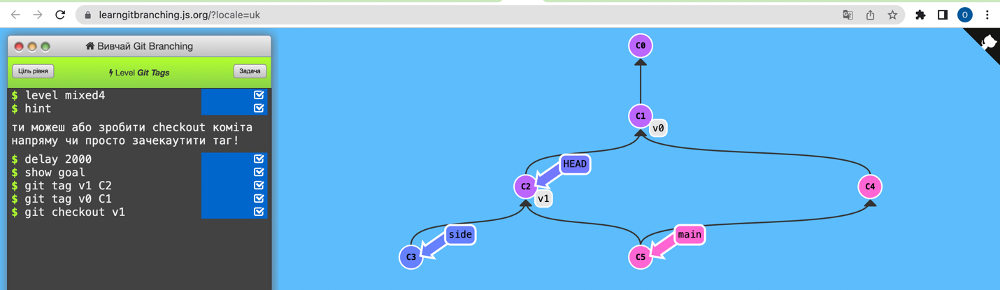 learngitbranching.js.org/?locale=uk
O
Вивчай Git Branching
Ціль рівня
Level Git Tags
Задача
$ level mixed4
$ hint
ти можеш або зробити checkout коміта
напряму чи просто зачекаутити таг!
$ delay 2000
$ show goal
$ git tag v1 C2
$ git tag v0 C1
$ git checkout v1
C0
C1
v0
HEAD
C2
v1
C4
side
main
C3
C5